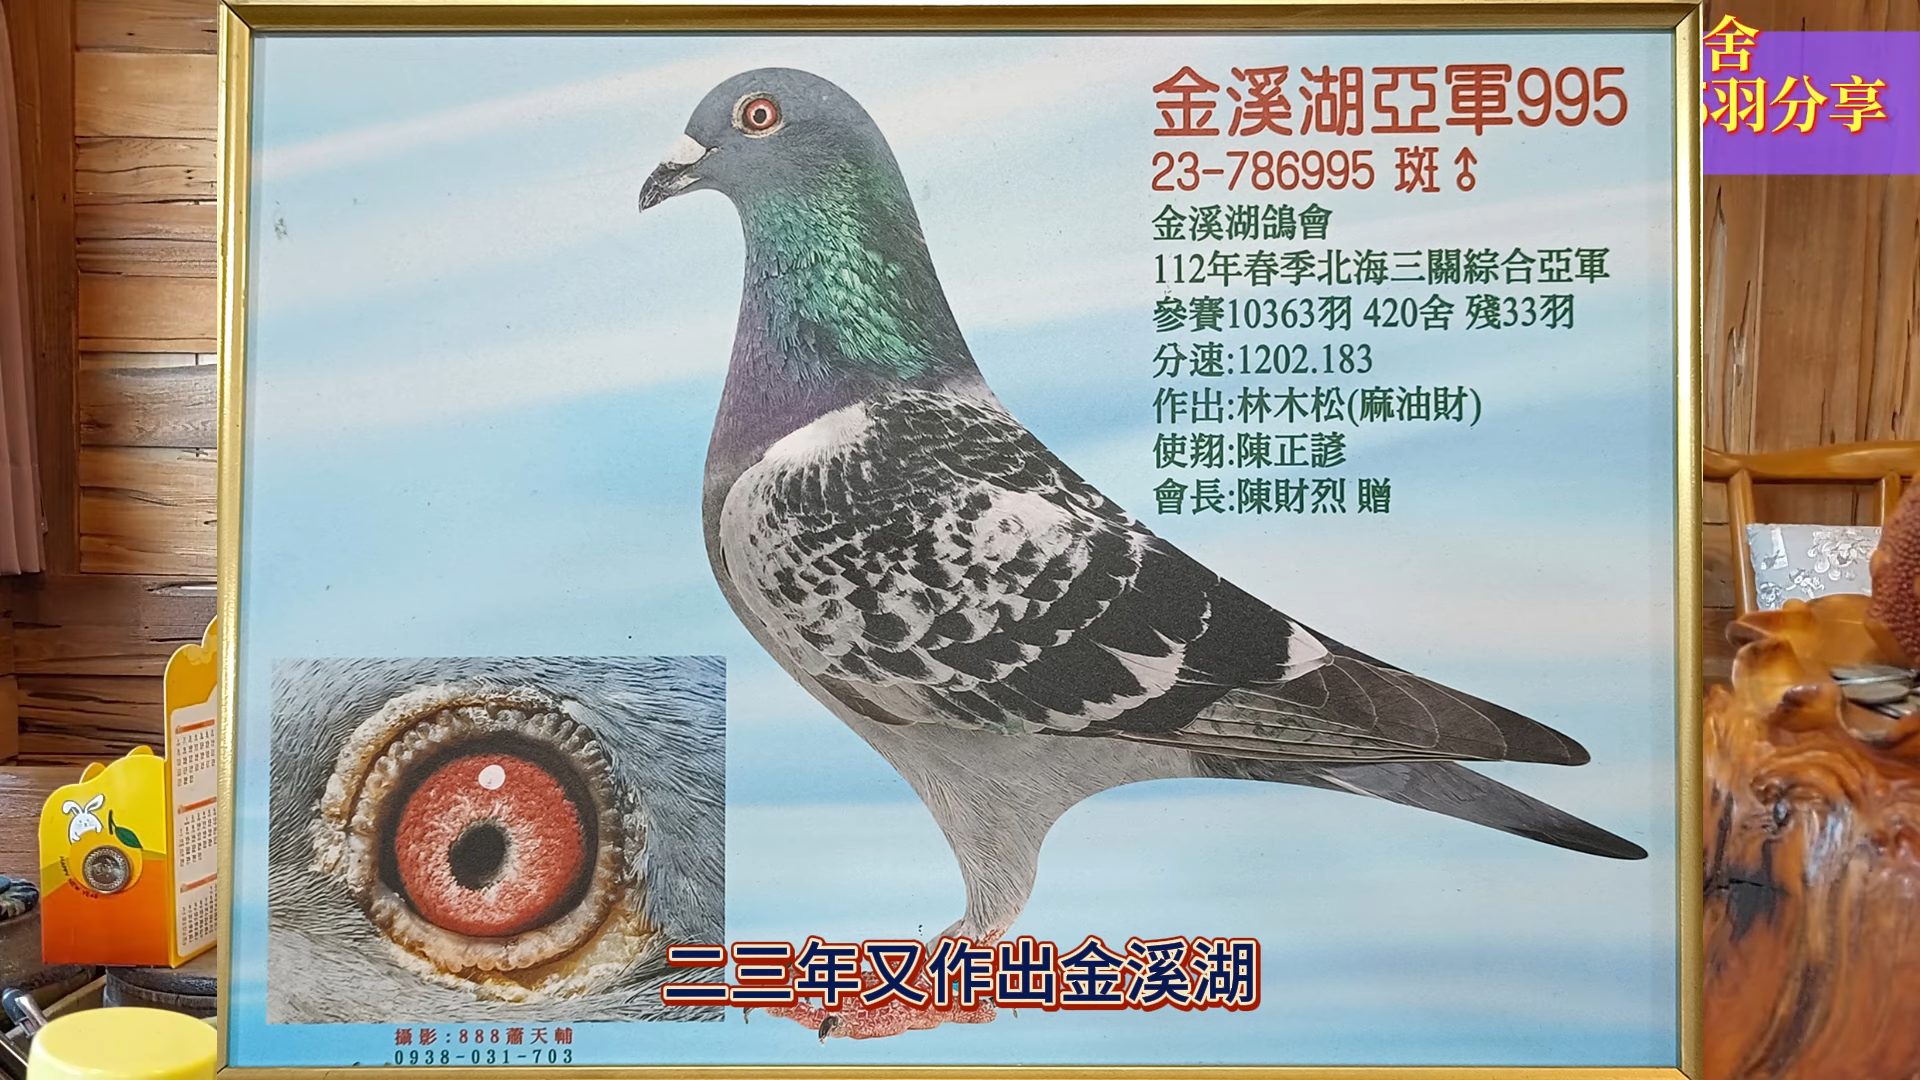 舍
羽分享
金溪湖亞軍995
23-786995 斑♂
金溪湖鴿會
112年春季北海三關綜合亞軍
參賽10363羽 420舍 殘33羽
分速:1202.183
作出:林木松(麻油財)
使翔:陳正諺
會長:陳財烈 贈
二三年又作出金溪湖
攝影:888蕭天輔
0938-031-703